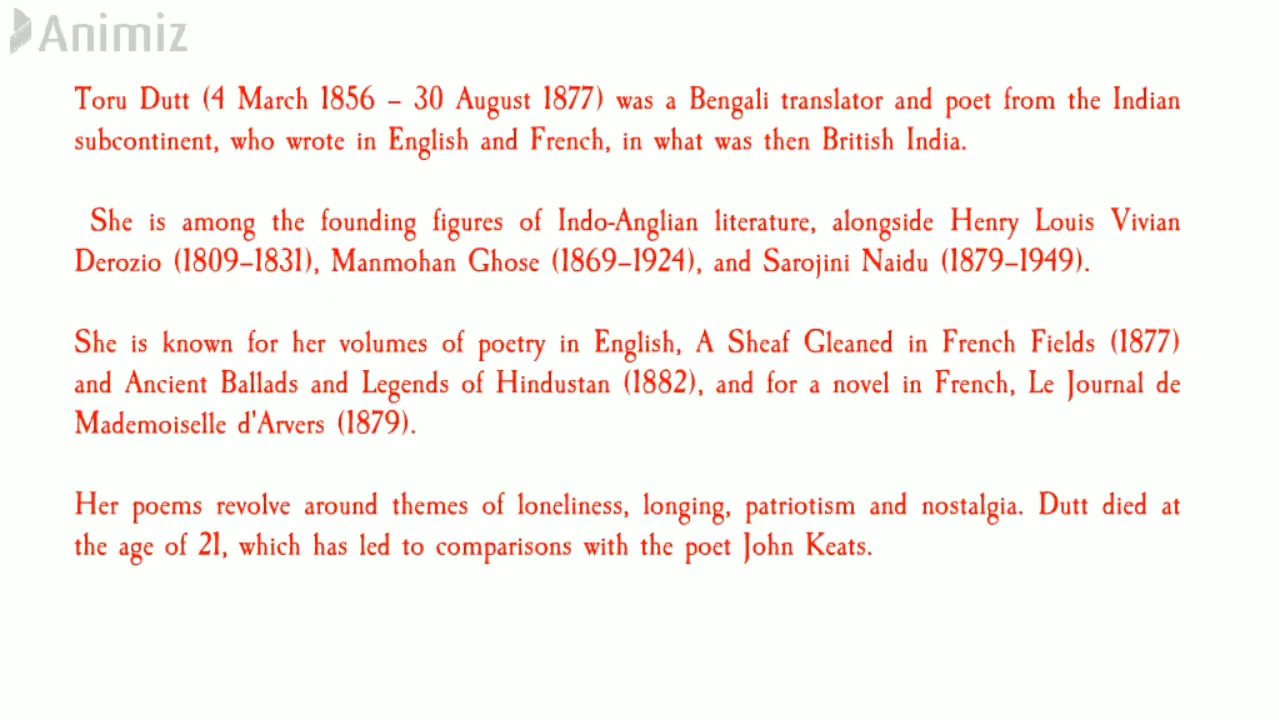 Animiz
Toru Dutt (4 March 1856 – 30 August 1877) was a Bengali translator and poet from the Indian
subcontinent, who wrote in English and French, in what was then British India.
She is among the founding figures of Indo-Anglian literature, alongside Henry Louis Vivian
Derozio (1809–1831), Manmohan Ghose (1869–1924), and Sarojini Naidu (1879–1949).
She is known for her volumes of poetry in English, A Sheaf Gleaned in French Fields (1877)
and Ancient Ballads and Legends of Hindustan (1882), and for a novel in French, Le Journal de
Mademoiselle d'Arvers (1879).
Her poems revolve around themes of loneliness, longing, patriotism and nostalgia. Dutt died at
the age of 21, which has led to comparisons with the poet John Keats.